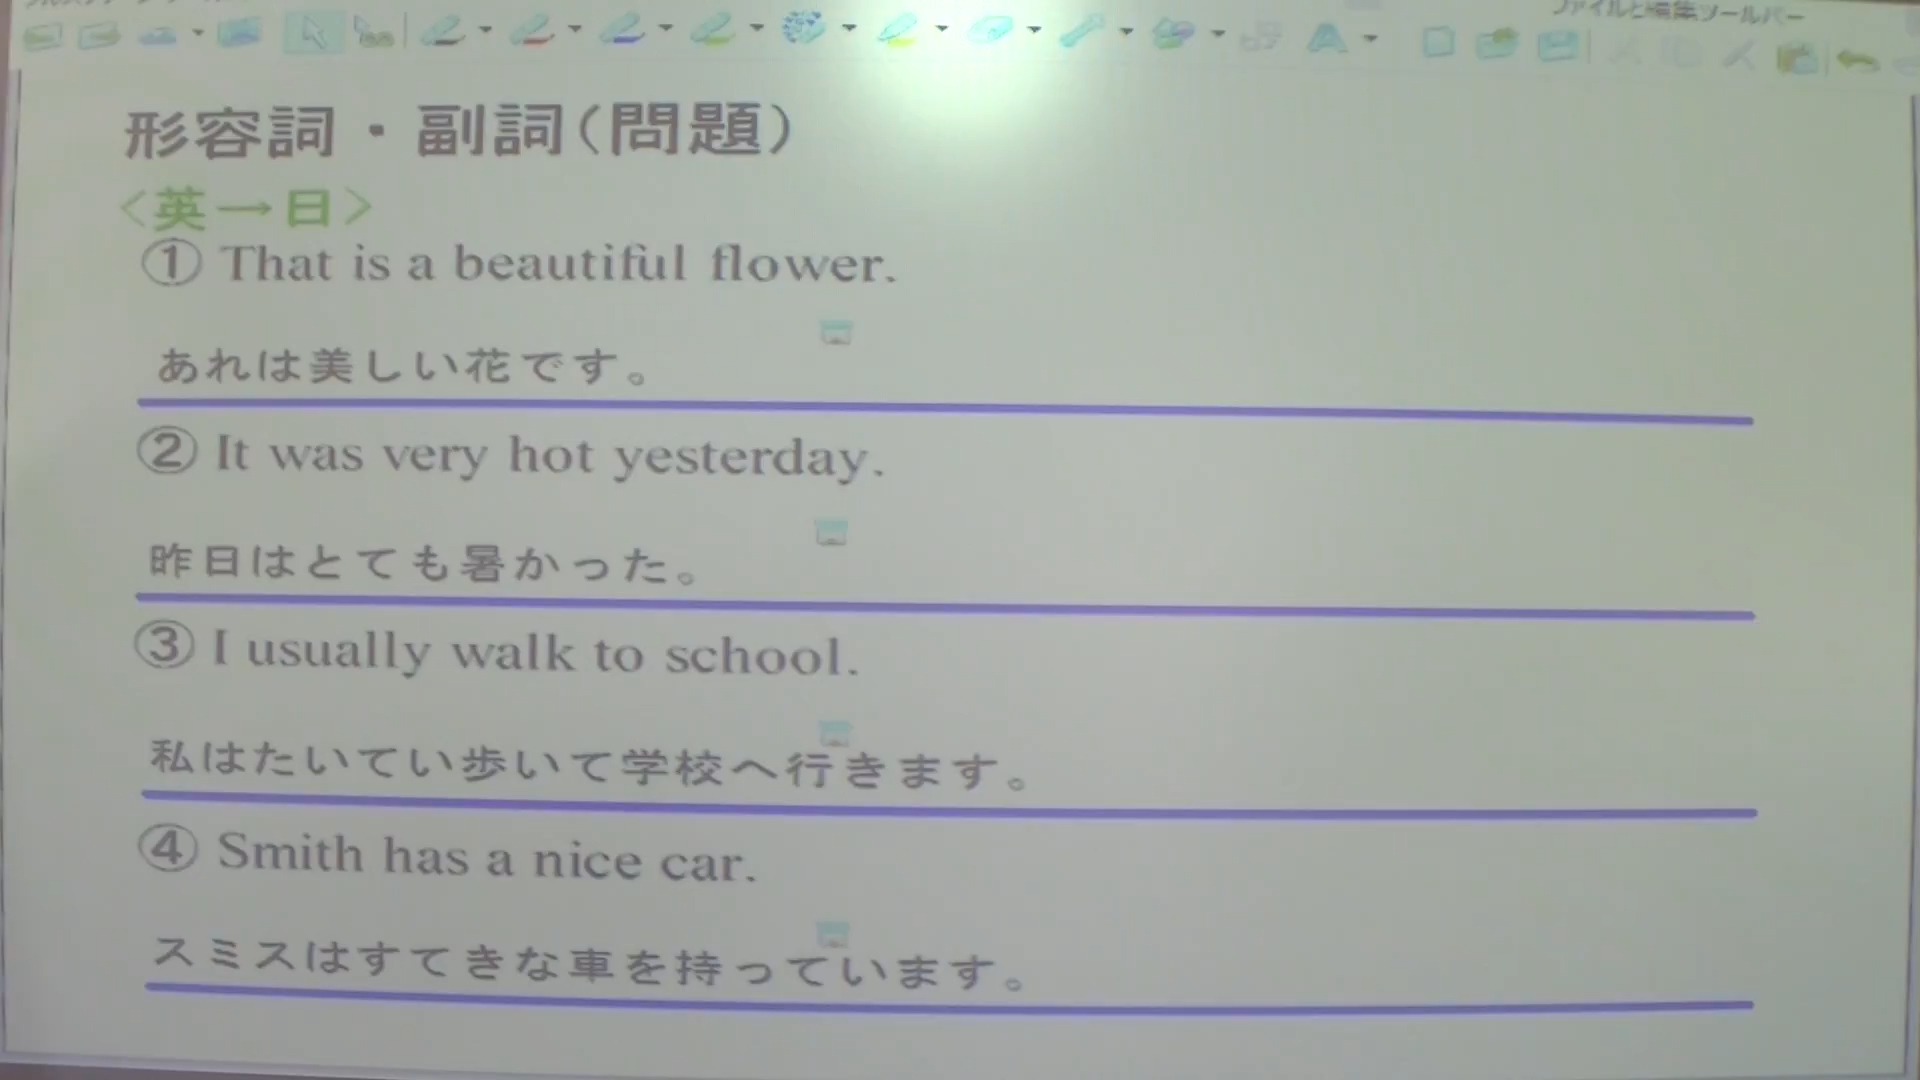 ファイルと編集ツールバー
形容詞・副詞(問題)
<英→日>
① That is a beautiful flower.
あれは美しい花です。
② It was very hot yesterday.
昨日はとても暑かった。
③ I usually walk to school.
私はたいてい歩いて学校へ行きます。
④ Smith has a nice car.
スミスはすてきな車を持っています。